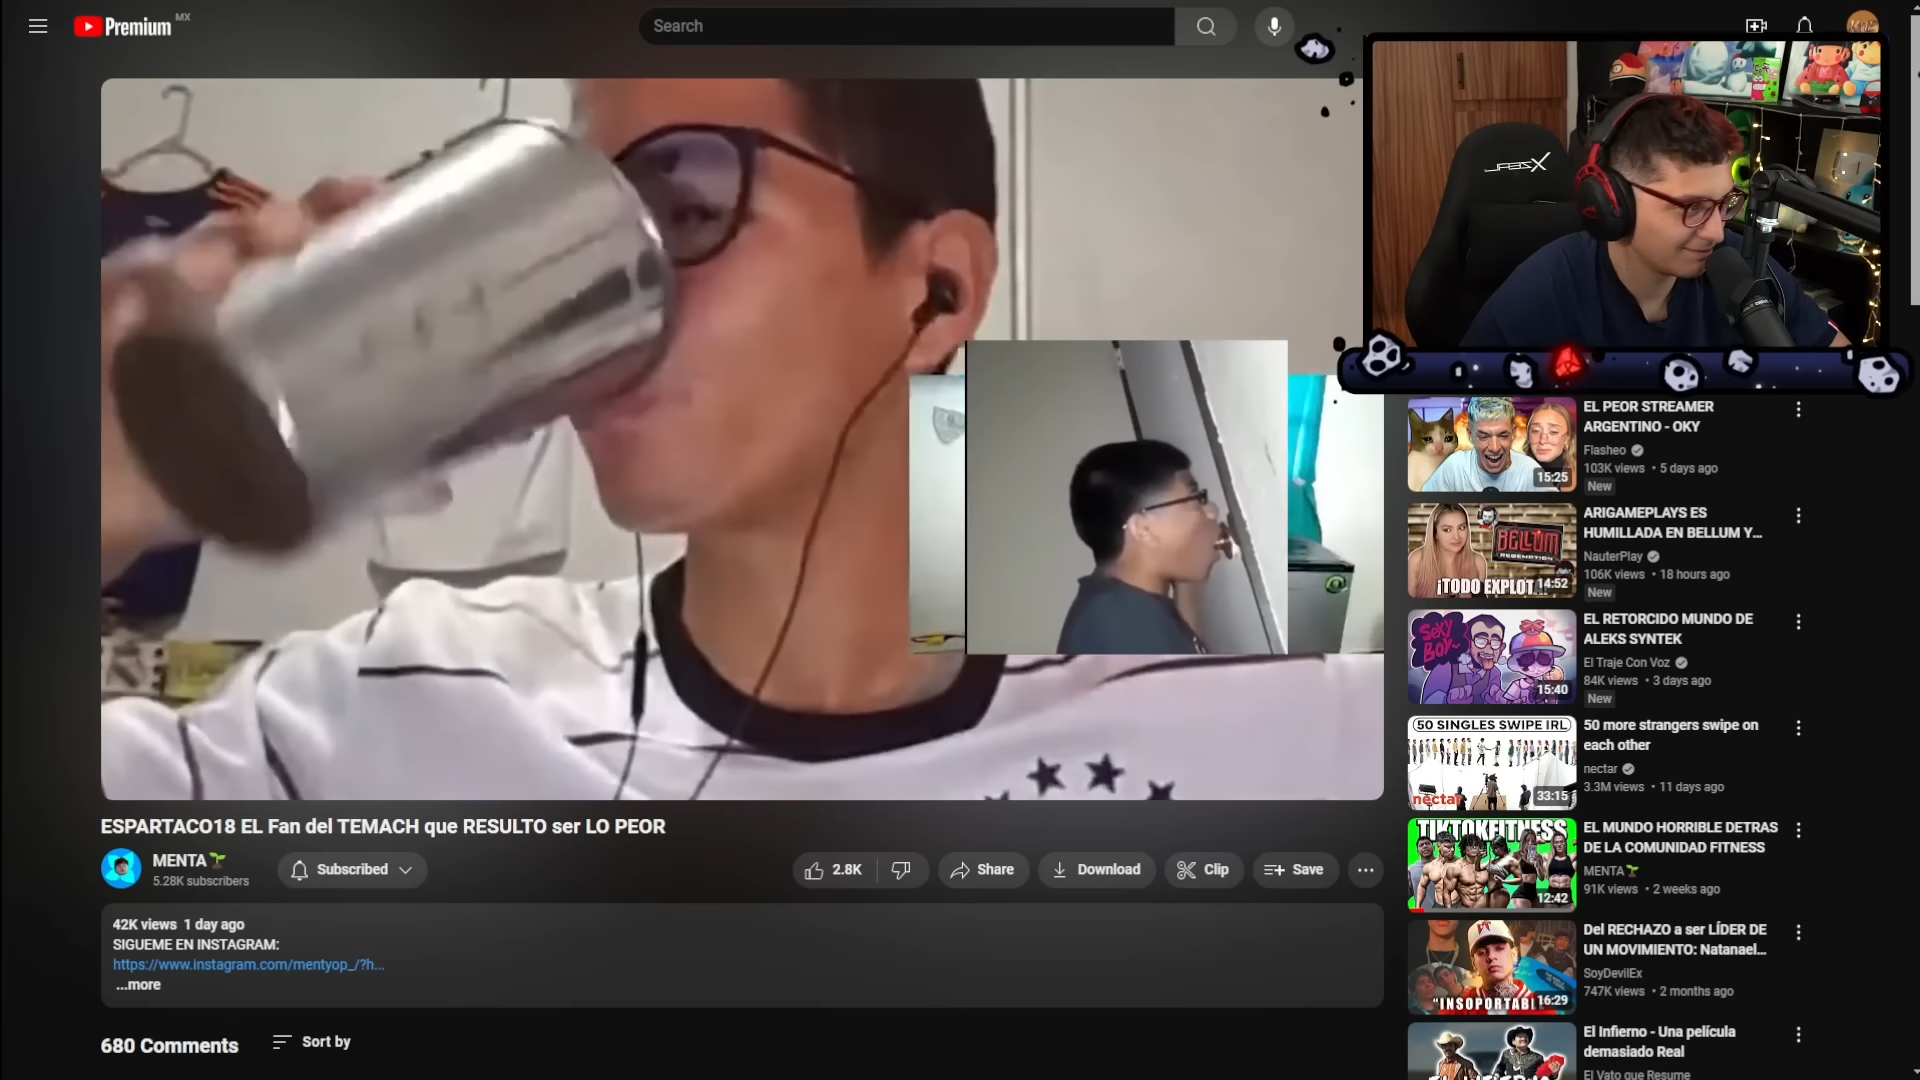 Premium MX
Search
ESPARTACO18 EL Fan del TEMACH que RESULTO ser LO PEOR
MENTA🌱
5.28K subscribers
Subscribed
2.8K
Share
Download
Clip
Save
42K views 1 day ago
SIGUEME EN INSTAGRAM:
https://www.instagram.com/mentyop_/?h...
...more
680 Comments
Sort by
15:25
EL PEOR STREAMER
ARGENTINO - OKY
Flasheo
103K views • 5 days ago
New
BELLUM
REDEMPTION
¡TODO EXPLOT
14:52
ARIGAMEPLAYS ES
HUMILLADA EN BELLUM Y...
NauterPlay
106K views • 18 hours ago
New
SEXY
BOY
15:40
EL RETORCIDO MUNDO DE
ALEKS SYNTEK
El Traje Con Voz
84K views • 3 days ago
New
50 SINGLES SWIPE IRL
nectar
33:15
50 more strangers swipe on
each other
nectar
3.3M views • 11 days ago
TIKTOKFITNESS
12:42
EL MUNDO HORRIBLE DETRAS
DE LA COMUNIDAD FITNESS
MENTA🌱
91K views • 2 weeks ago
"INSOPORTABL
16:29
Del RECHAZO a ser LÍDER DE
UN MOVIMIENTO: Natanael...
SoyDevilEx
747K views • 2 months ago
El Infierno - Una película
demasiado Real
El Vato que Resume